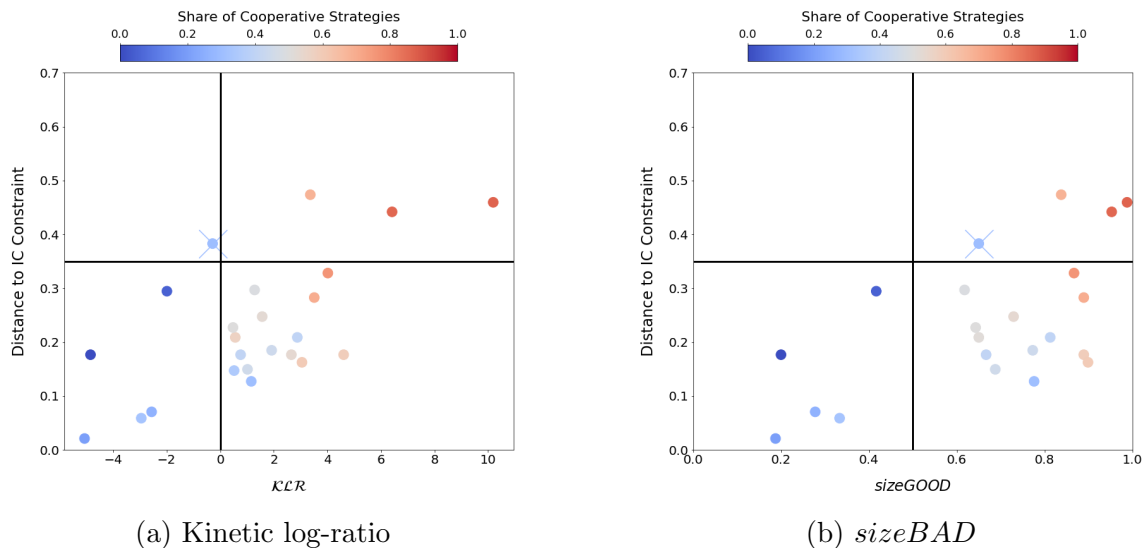 Share of Cooperative Strategies
0.0 0.2 0.4 0.6 0.8 1.0
Distance to IC Constraint
0.7
0.6
0.5
0.4
0.3
0.2
0.1
0.0
−4 −2 0 2 4 6 8 10
𝒦ℒℛ
(a) Kinetic log-ratio
Share of Cooperative Strategies
0.0 0.2 0.4 0.6 0.8 1.0
Distance to IC Constraint
0.7
0.6
0.5
0.4
0.3
0.2
0.1
0.0
0.0 0.2 0.4 0.6 0.8 1.0
sizeGOOD
(b) sizeBAD